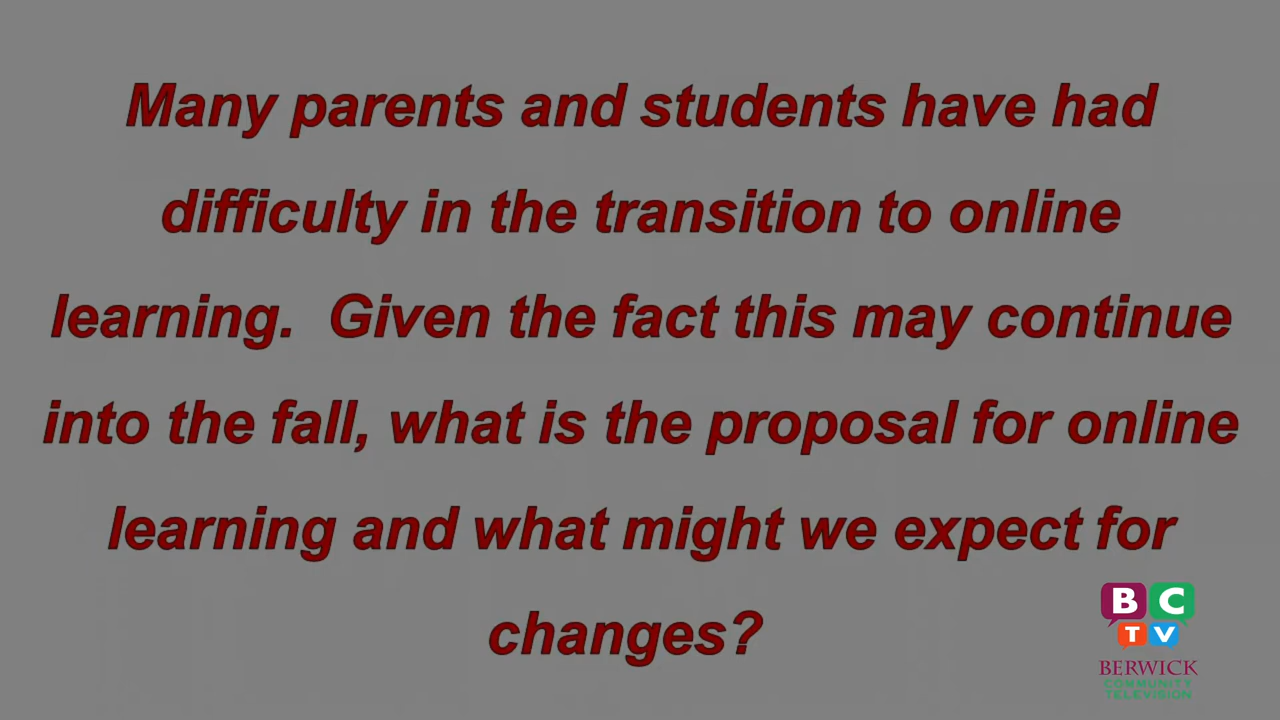 Many parents and students have had
difficulty in the transition to online
learning.  Given the fact this may continue
into the fall, what is the proposal for online
learning and what might we expect for
changes?
B C
T V
BERWICK
COMMUNITY
TELEVISION